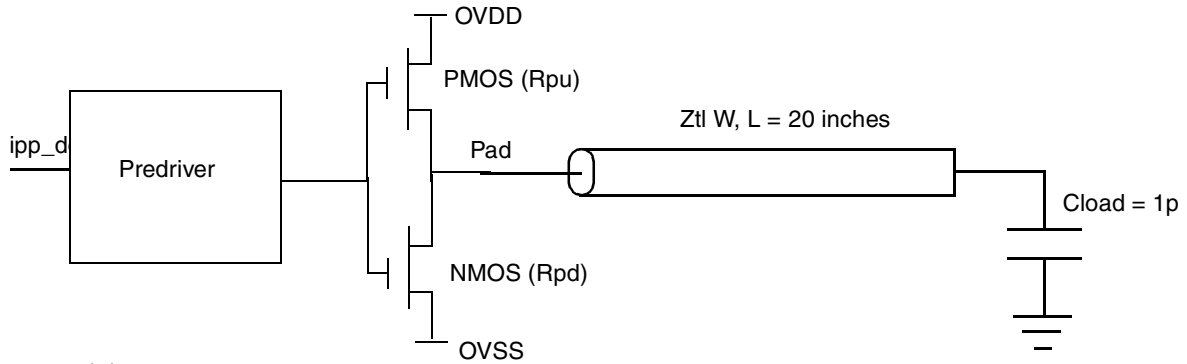 OVDD
PMOS (Rpu)
Ztl W, L = 20 inches
ipp_d
Predriver
Pad
Cload = 1p
NMOS (Rpd)
OVSS